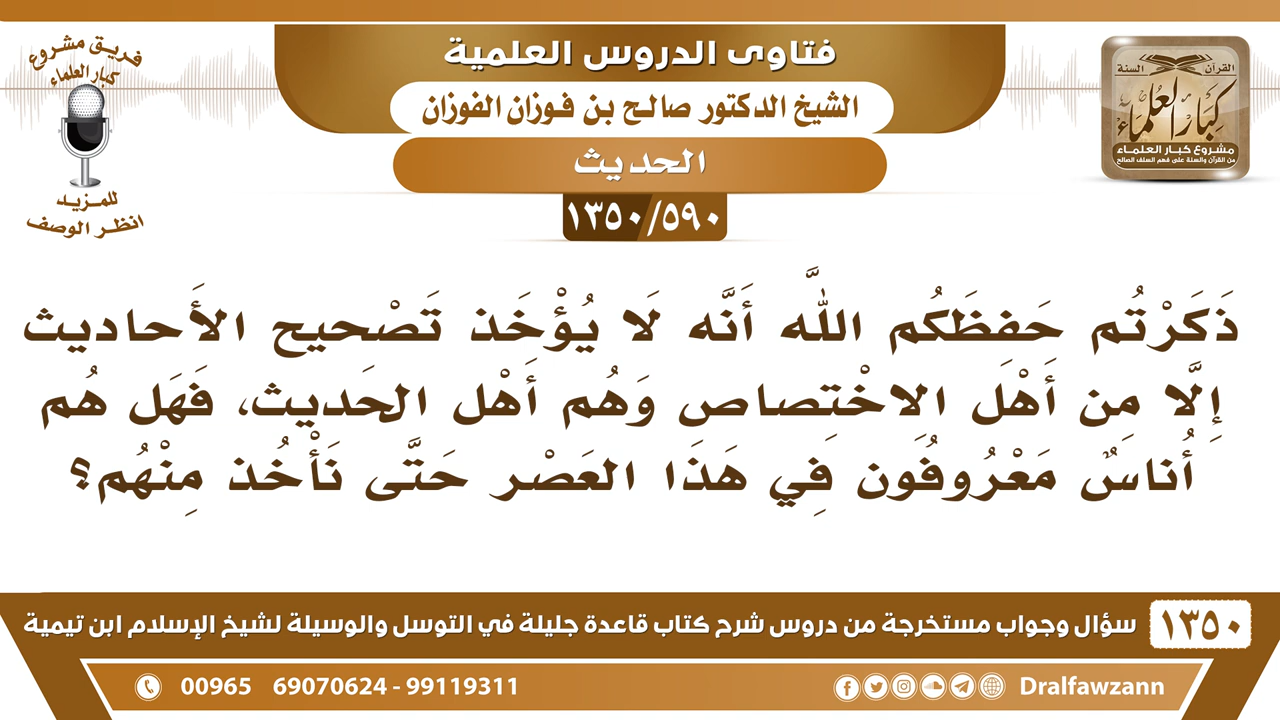 فتاوى الدروس العلمية
الشيخ الدكتور صالح بن فوزان الفوزان
الحديث
١٣٥٠/٥٩٠
فريق مشروع
كبار العلماء
للمزيد
انظر الوصف
القرآن السنة
كبار العلماء
مشروع كبار العلماء
من القرآن والسنة على فهم السلف الصالح
ذَكَرْتُم حَفِظَكُم اللَّه أَنَّه لَا يُؤْخَذ تَصْحيح الأَحاديث
إِلَّا مِن أَهْل الاخْتِصاص وَهُم أَهْل الحَديث، فَهَل هُم
أُناسٌ مَعْرُوفُون فِي هَذَا العَصْر حَتَّى نَأْخُذ مِنْهُم؟
١٣٥٠ سؤال وجواب مستخرجة من دروس شرح كتاب قاعدة جليلة في التوسل والوسيلة لشيخ الإسلام ابن تيمية
00965 69070624 - 99119311
Dralfawzann